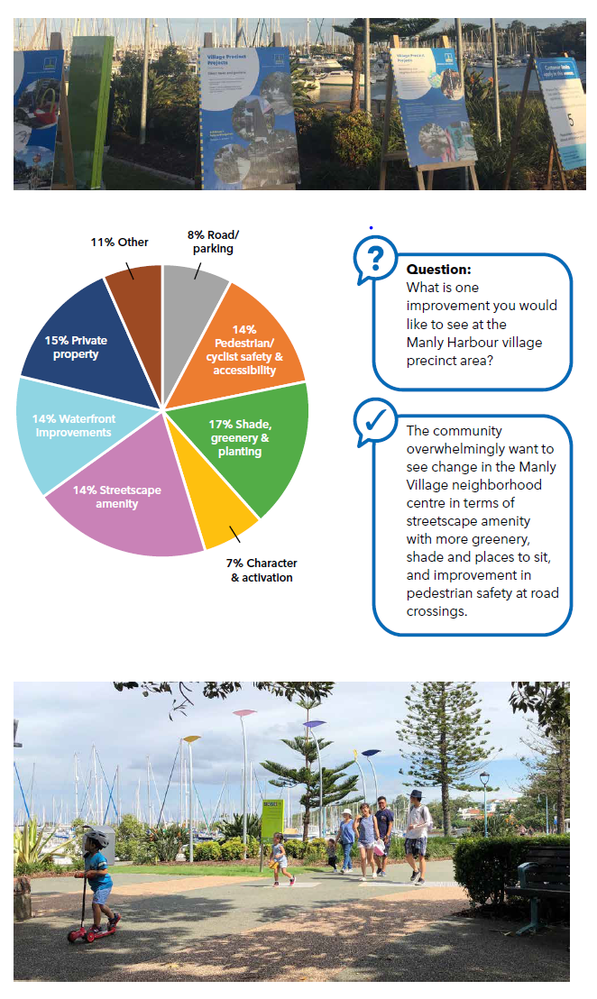 Village Precinct
Projects
Village Precinct
Projects
5
11% Other
8% Road/
parking
14%
Pedestrian/
cyclist safety &
accessibility
15% Private
property
17% Shade,
greenery &
planting
14% Waterfront
improvements
14% Streetscape
amenity
7% Character
& activation
?
Question:
What is one
improvement you would
like to see at the
Manly Harbour village
precinct area?
The community
overwhelmingly want to
see change in the Manly
Village neighborhood
centre in terms of
streetscape amenity
with more greenery,
shade and places to sit,
and improvement in
pedestrian safety at road
crossings.